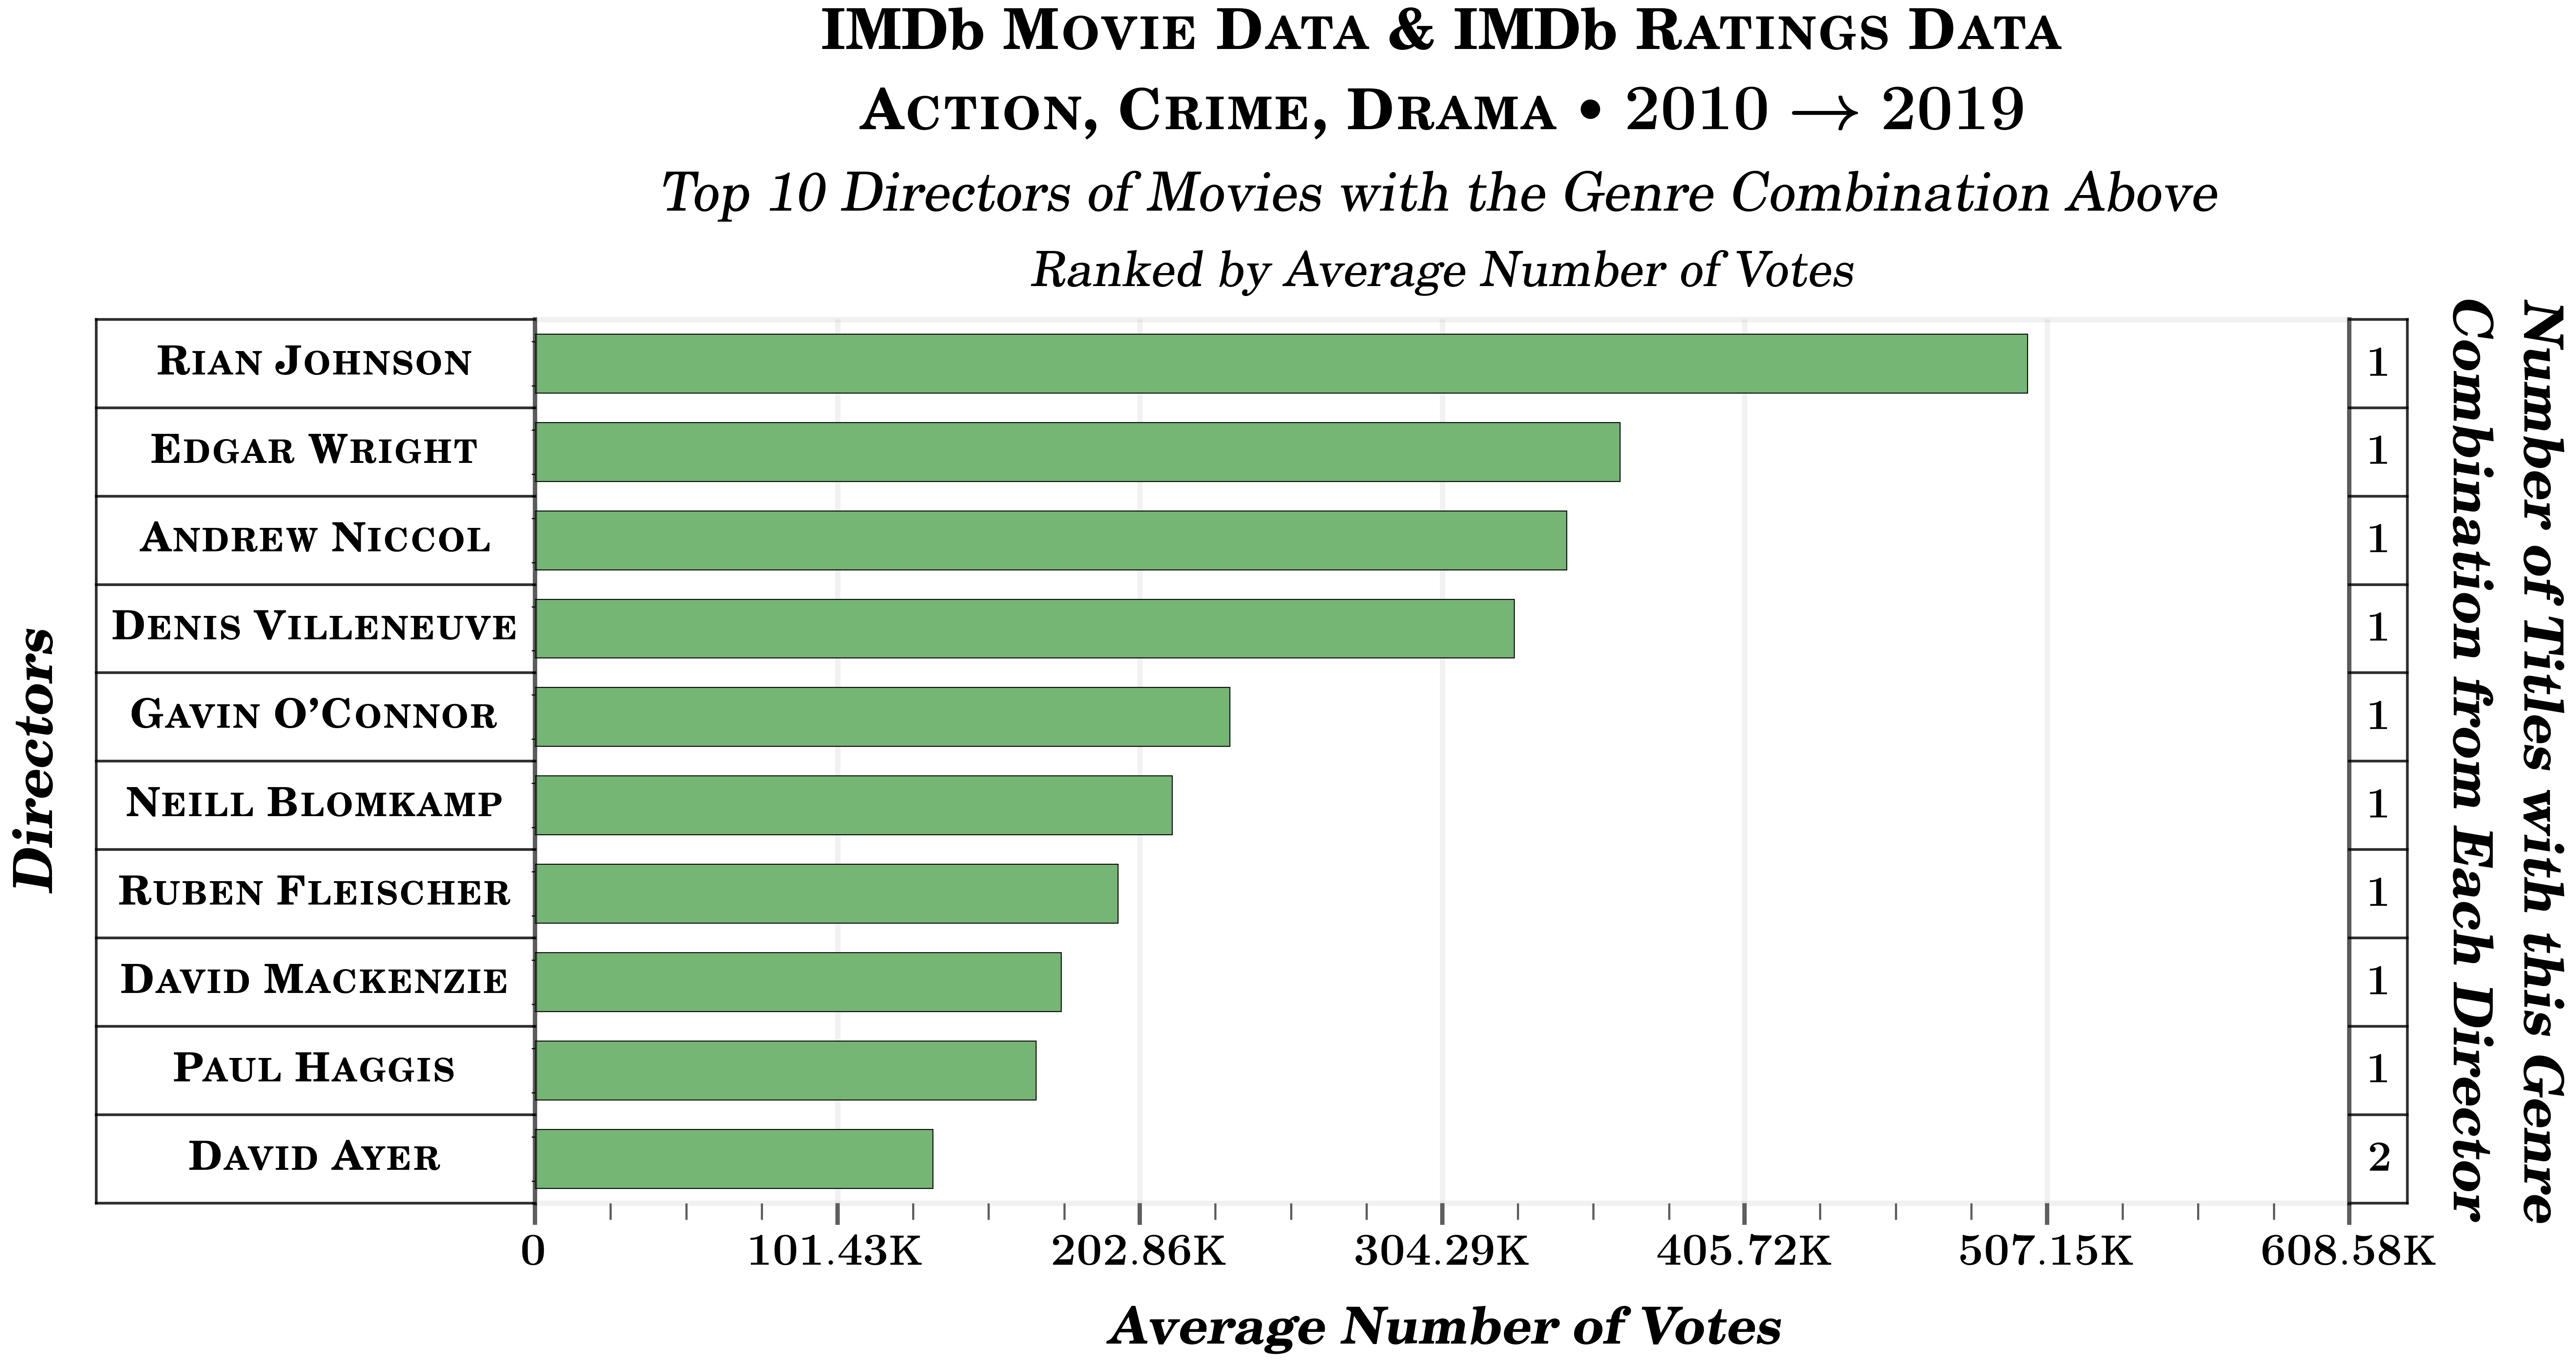 IMDb Movie Data & IMDb Ratings Data
Action, Crime, Drama • 2010 → 2019
Top 10 Directors of Movies with the Genre Combination Above
Ranked by Average Number of Votes
Directors
Rian Johnson 1
Edgar Wright 1
Andrew Niccol 1
Denis Villeneuve 1
Gavin O’Connor 1
Neill Blomkamp 1
Ruben Fleischer 1
David Mackenzie 1
Paul Haggis 1
David Ayer 2
Number of Titles with this Genre
Combination from Each Director
0 101.43K 202.86K 304.29K 405.72K 507.15K 608.58K
Average Number of Votes